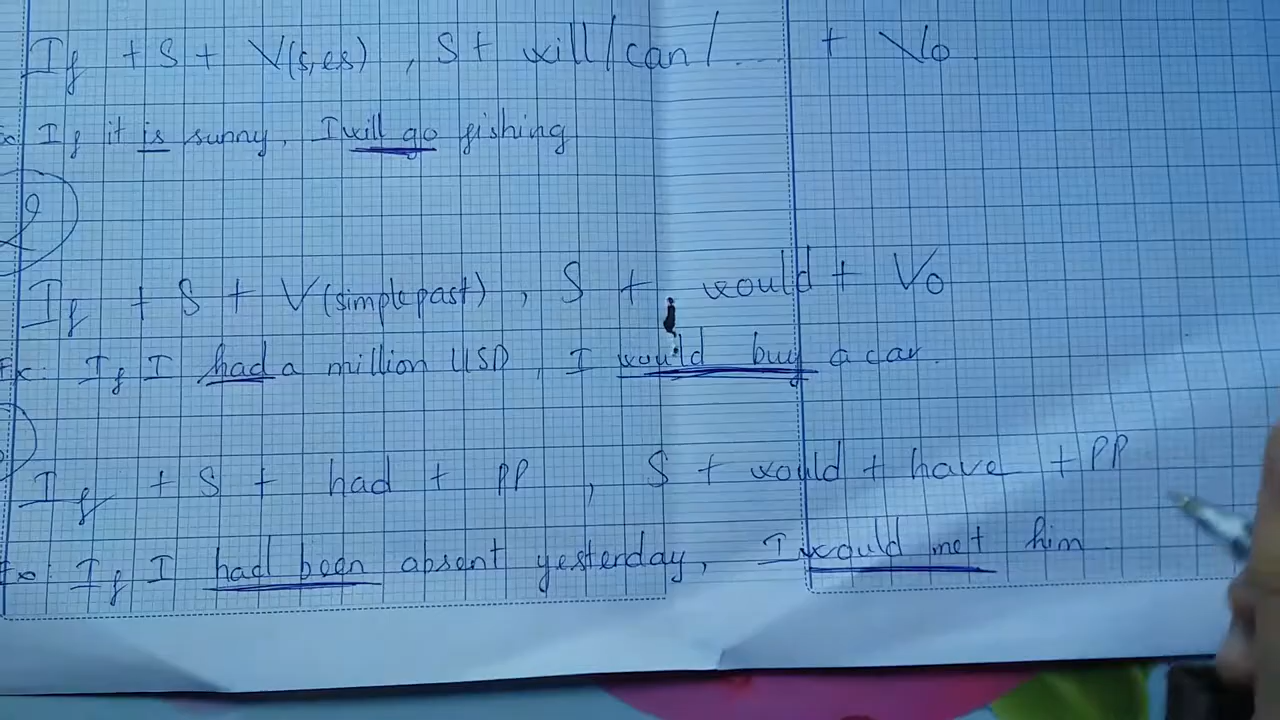 If + S + V(s,es), S + will/can/..... + Vo
Ex: If it is sunny, I will go fishing
2
If + S + V(simple past), S + would + Vo
Ex: If I had a million USD, I would buy a car.
If + S + had + PP, S + would + have + PP
Ex: If I had been absent yesterday, I would met him